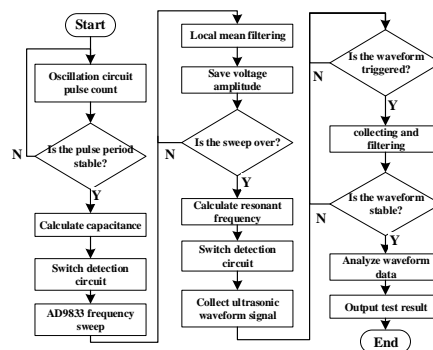 Start
Oscillation circuit
pulse count
Is the pulse period
stable?
N
Y
Calculate capacitance
Switch detection
circuit
AD9833 frequency
sweep
Local mean filtering
Save voltage
amplitude
Is the sweep over?
N
Y
Calculate resonant
frequency
Switch detection
circuit
Collect ultrasonic
waveform signal
Is the waveform
triggered?
N
Y
collecting and
filtering
Is the waveform
stable?
N
Y
Analyze waveform
data
Output test result
End